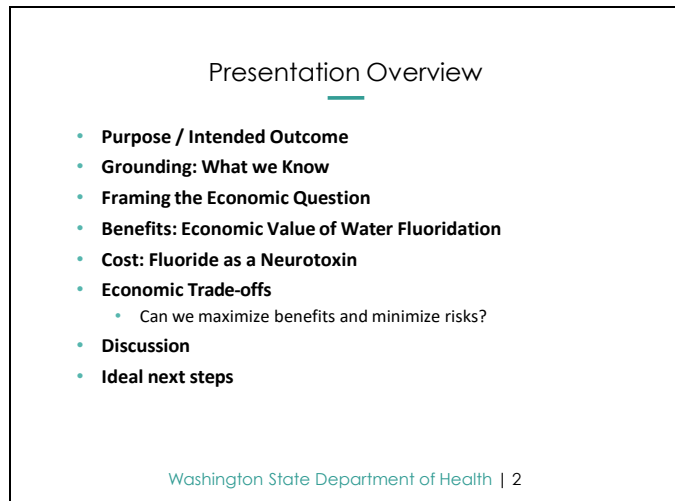 Presentation Overview
• Purpose / Intended Outcome
• Grounding: What we Know
• Framing the Economic Question
• Benefits: Economic Value of Water Fluoridation
• Cost: Fluoride as a Neurotoxin
• Economic Trade-offs
• Can we maximize benefits and minimize risks?
• Discussion
• Ideal next steps
Washington State Department of Health | 2